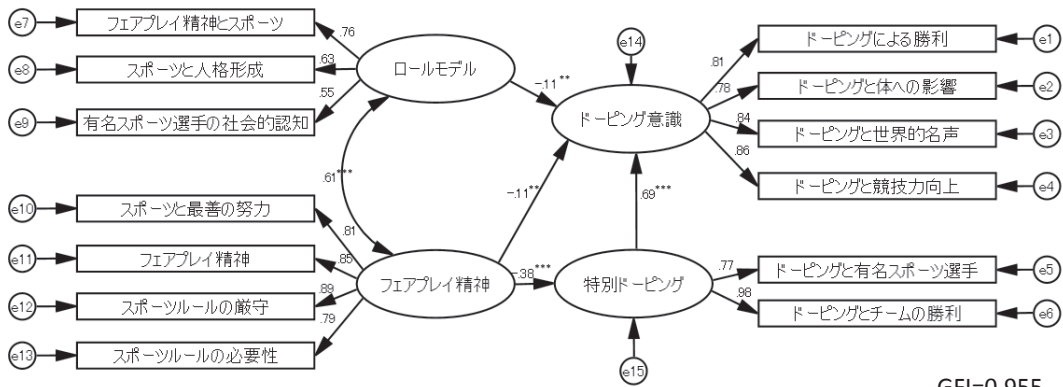 e7
フェアプレイ精神とスポーツ
.76
e8
スポーツと人格形成
.63
e9
有名スポーツ選手の社会的認知
.55
ロールモデル
-.11**
.61***
e10
スポーツと最善の努力
.81
e11
フェアプレイ精神
.85
e12
スポーツルールの厳守
.89
e13
スポーツルールの必要性
.79
フェアプレイ精神
-.11**
-.38***
e14
ドーピング意識
.69***
特別ドーピング
e15
.81
ドーピングによる勝利
e1
.78
ドーピングと体への影響
e2
.84
ドーピングと世界的名声
e3
.86
ドーピングと競技力向上
e4
.77
ドーピングと有名スポーツ選手
e5
.98
ドーピングとチームの勝利
e6